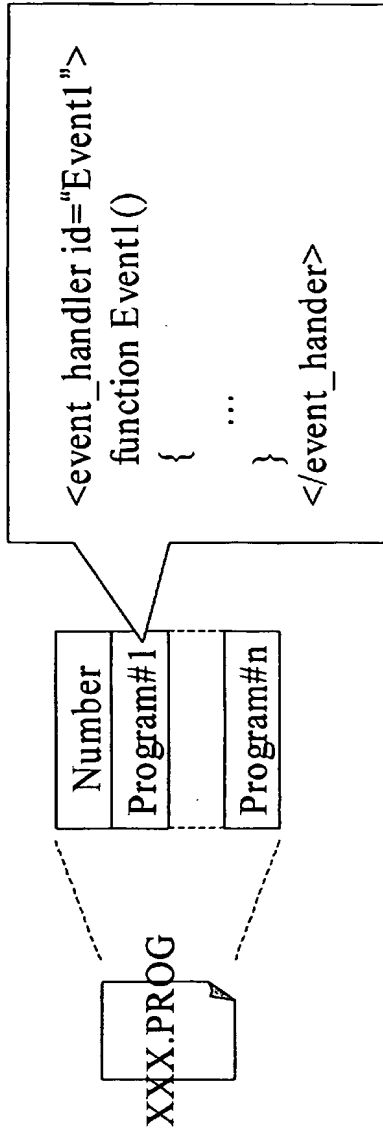 XXX.PROG
Number
Program#1
Program#n
<event_handler id="Event1">
function Event1()
{
...
}
</event_hander>